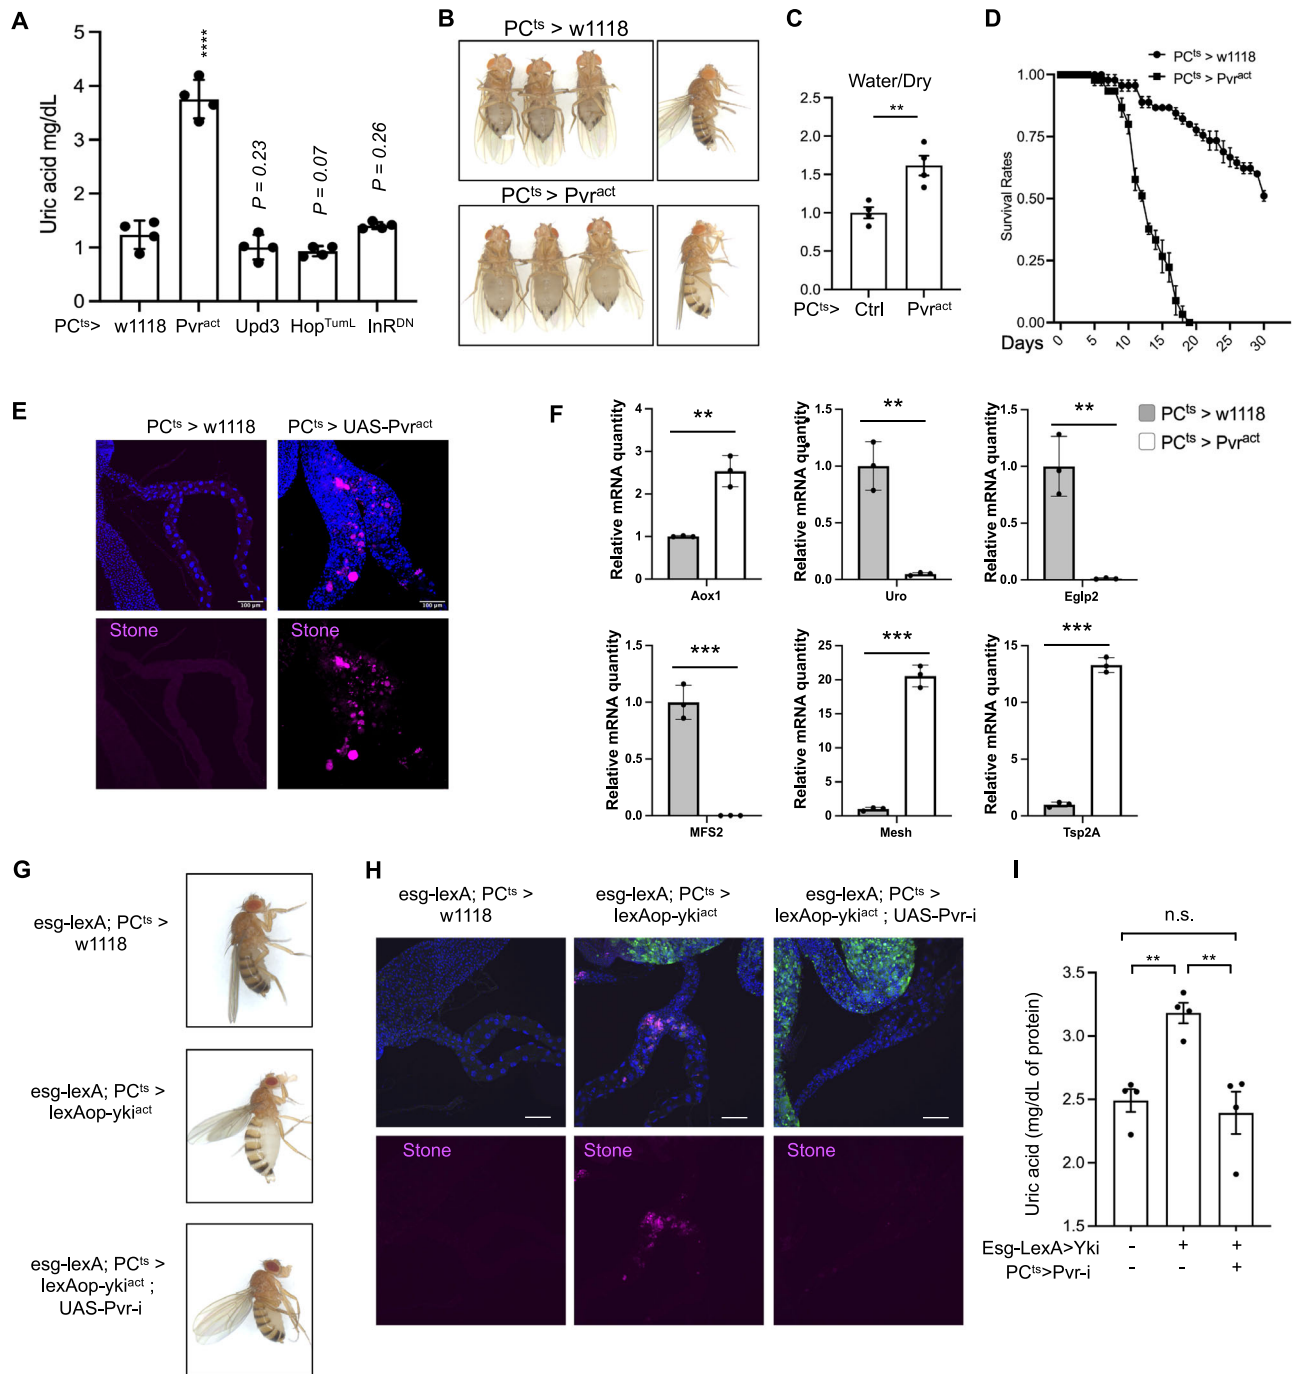 A
Uric acid mg/dL
5
4
3
2
1
0
****
P = 0.23
P = 0.07
P = 0.26
PCts>
w1118
Pvract
Upd3
HopTumL
InRDN
B
PCts > w1118
PCts > Pvract
C
Water/Dry
2.5
2.0
1.5
1.0
0.5
0.0
**
PCts>
Ctrl
Pvract
D
PCts > w1118
PCts > Pvract
Survival Rates
1.00
0.75
0.50
0.25
0.00
Days
0
5
10
15
20
25
30
E
PCts > w1118
PCts > UAS-Pvract
100 µm
100 µm
Stone
F
PCts > w1118
PCts > Pvract
Relative mRNA quantity
4
3
2
1
0
**
Aox1
Relative mRNA quantity
1.5
1.0
0.5
0.0
**
Uro
Relative mRNA quantity
1.5
1.0
0.5
0.0
**
Eglp2
Relative mRNA quantity
1.5
1.0
0.5
0.0
***
MFS2
Relative mRNA quantity
25
20
15
10
5
0
***
Mesh
Relative mRNA quantity
15
10
5
0
***
Tsp2A
G
esg-lexA; PCts >
w1118
esg-lexA; PCts >
lexAop-ykiact
esg-lexA; PCts >
lexAop-ykiact ;
UAS-Pvr-i
H
esg-lexA; PCts >
w1118
esg-lexA; PCts >
lexAop-ykiact
esg-lexA; PCts >
lexAop-ykiact ; UAS-Pvr-i
Stone
Stone
Stone
I
n.s.
**
**
Uric acid (mg/dL of protein)
3.5
3.0
2.5
2.0
1.5
Esg-LexA>Yki - + +
PCts>Pvr-i - - +